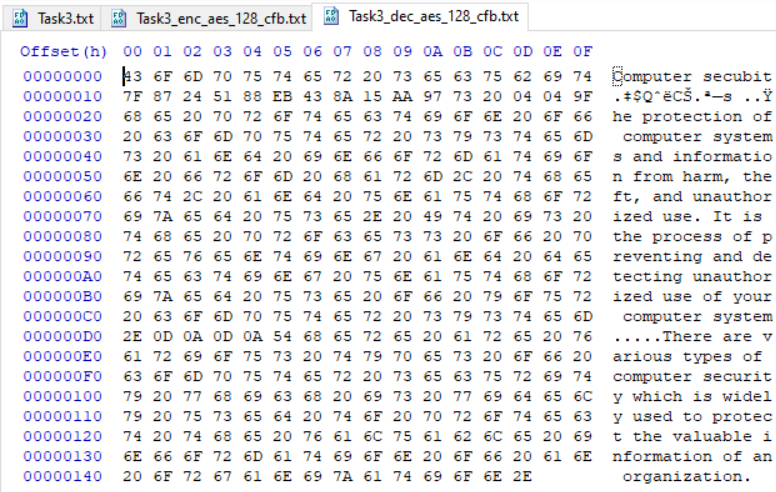 Task3.txt Task3_enc_aes_128_cfb.txt Task3_dec_aes_128_cfb.txt
Offset(h) 00 01 02 03 04 05 06 07 08 09 0A 0B 0C 0D 0E 0F
00000000 43 6F 6D 70 75 74 65 72 20 73 65 63 75 62 69 74 Computer secubit
00000010 7F 87 24 51 88 EB 43 8A 15 AA 97 73 20 04 04 9F .‡$QˆëCŠ.ª—s ..Ÿ
00000020 68 65 20 70 72 6F 74 65 63 74 69 6F 6E 20 6F 66 he protection of
00000030 20 63 6F 6D 70 75 74 65 72 20 73 79 73 74 65 6D computer system
00000040 73 20 61 6E 64 20 69 6E 66 6F 72 6D 61 74 69 6F s and informatio
00000050 6E 20 66 72 6F 6D 20 68 61 72 6D 2C 20 74 68 65 n from harm, the
00000060 66 74 2C 20 61 6E 64 20 75 6E 61 75 74 68 6F 72 ft, and unauthor
00000070 69 7A 65 64 20 75 73 65 2E 20 49 74 20 69 73 20 ized use. It is
00000080 74 68 65 20 70 72 6F 63 65 73 73 20 6F 66 20 70 the process of p
00000090 72 65 76 65 6E 74 69 6E 67 20 61 6E 64 20 64 65 reventing and de
000000A0 74 65 63 74 69 6E 67 20 75 6E 61 75 74 68 6F 72 tecting unauthor
000000B0 69 7A 65 64 20 75 73 65 20 6F 66 20 79 6F 75 72 ized use of your
000000C0 20 63 6F 6D 70 75 74 65 72 20 73 79 73 74 65 6D computer system
000000D0 2E 0D 0A 0D 0A 54 68 65 72 65 20 61 72 65 20 76 .....There are v
000000E0 61 72 69 6F 75 73 20 74 79 70 65 73 20 6F 66 20 arious types of
000000F0 63 6F 6D 70 75 74 65 72 20 73 65 63 75 72 69 74 computer securit
00000100 79 20 77 68 69 63 68 20 69 73 20 77 69 64 65 6C y which is widel
00000110 79 20 75 73 65 64 20 74 6F 20 70 72 6F 74 65 63 y used to protec
00000120 74 20 74 68 65 20 76 61 6C 75 61 62 6C 65 20 69 t the valuable i
00000130 6E 66 6F 72 6D 61 74 69 6F 6E 20 6F 66 20 61 6E nformation of an
00000140 20 6F 72 67 61 6E 69 7A 61 74 69 6F 6E 2E organization.